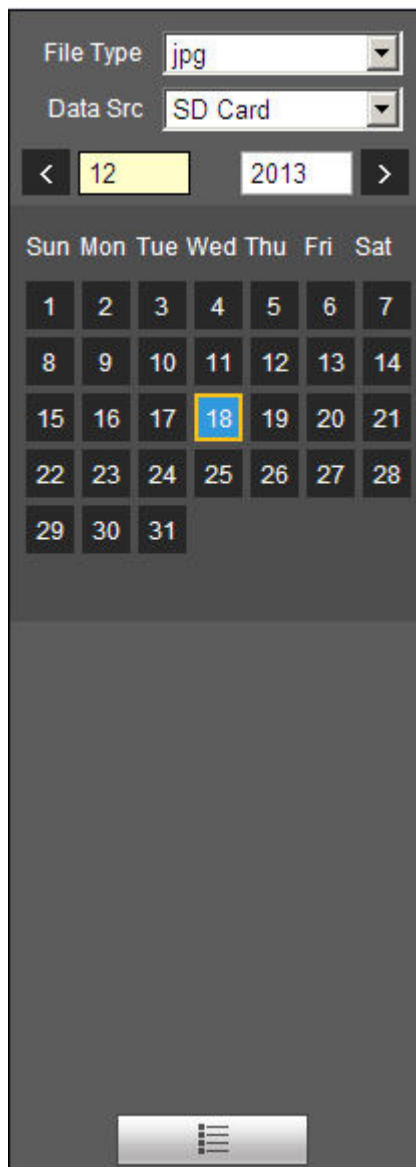 File Type jpg
Data Src SD Card
< 12 2013 >
Sun Mon Tue Wed Thu Fri Sat
1 2 3 4 5 6 7
8 9 10 11 12 13 14
15 16 17 18 19 20 21
22 23 24 25 26 27 28
29 30 31